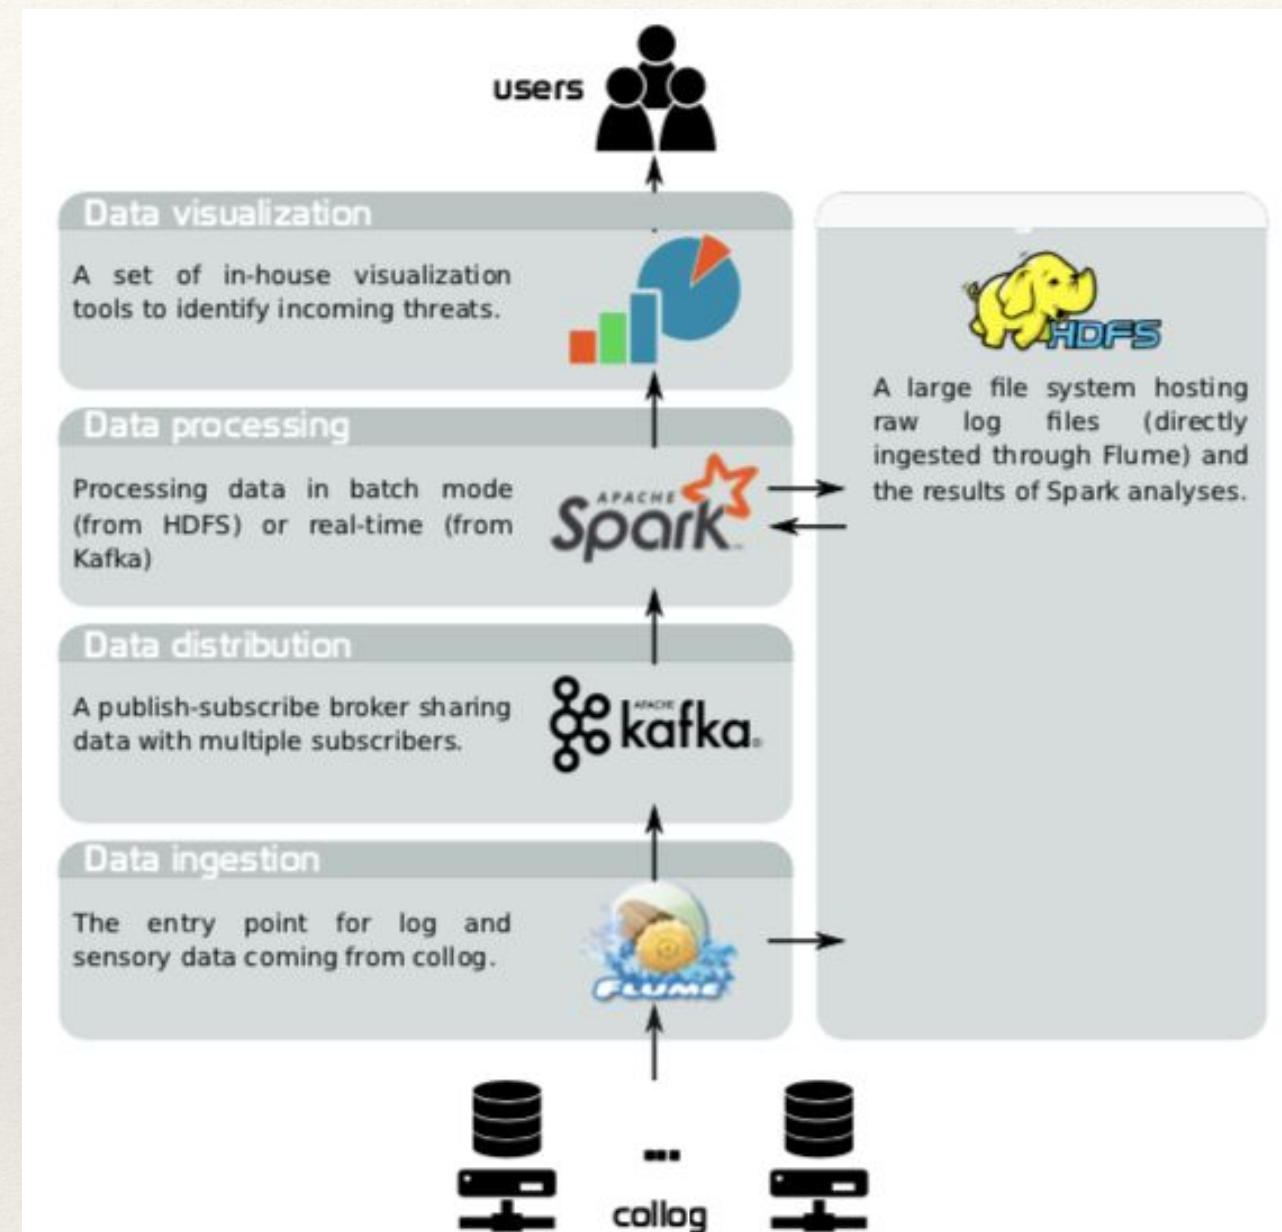 users
Data visualization
A set of in-house visualization
tools to identify incoming threats.
Data processing
Processing data in batch mode
(from HDFS) or real-time (from
Kafka)
APACHE
Spark™
Data distribution
A publish-subscribe broker sharing
data with multiple subscribers.
APACHE
kafka®
Data ingestion
The entry point for log and
sensory data coming from collog.
FLUME
HDFS
A large file system hosting
raw log files (directly
ingested through Flume) and
the results of Spark analyses.
...
collog